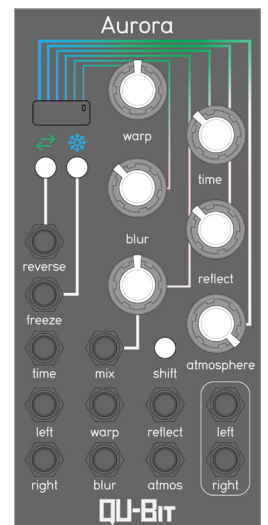 Aurora
warp
time
blur
reverse
reflect
freeze
atmosphere
time mix shift
left warp reflect left
right blur atmos right
QU-BIT